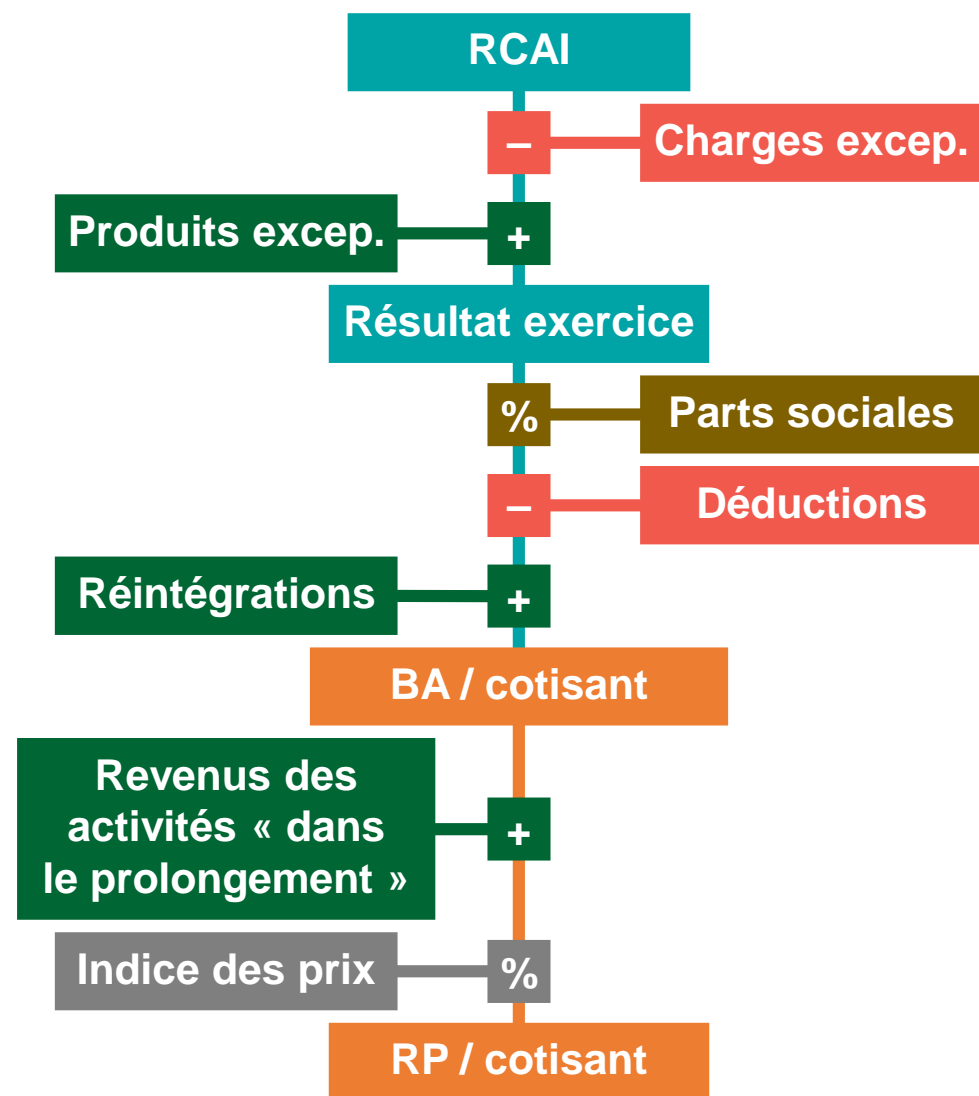 RCAI
–
Charges excep.
Produits excep.
+
Résultat exercice
%
Parts sociales
–
Déductions
Réintégrations
+
BA / cotisant
Revenus des
activités « dans
le prolongement »
+
Indice des prix
%
RP / cotisant